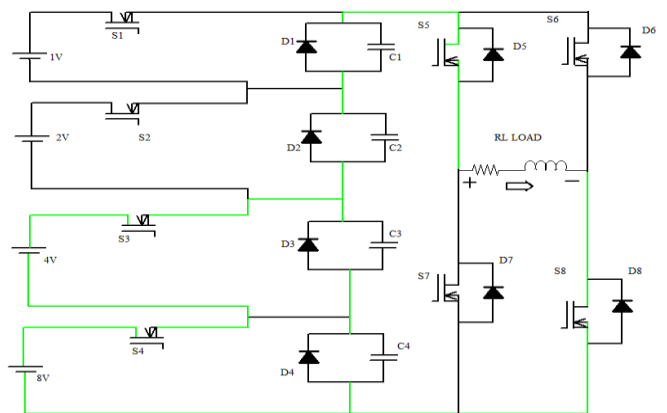 S1
D1
C1
S5
D5
S6
D6
1V
S2
D2
C2
2V
RL LOAD
+
−
S3
D3
C3
4V
S7
D7
S8
D8
S4
D4
C4
8V